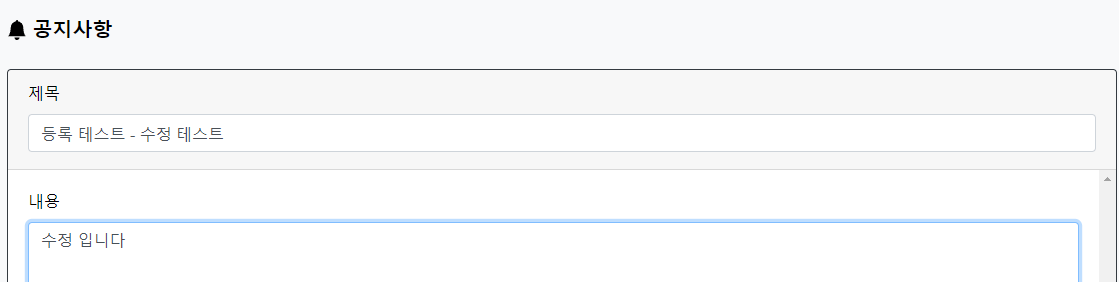 공지사항
제목
등록 테스트 - 수정 테스트
내용
수정 입니다